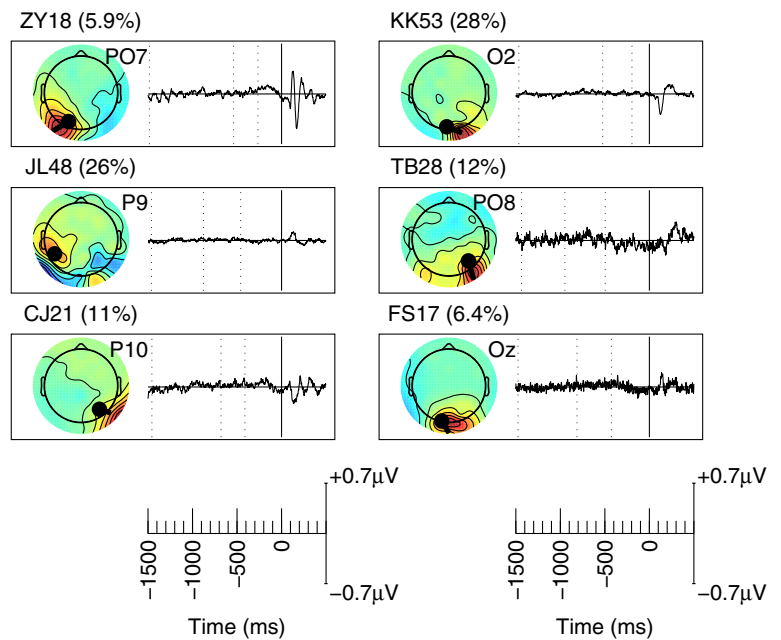 ZY18 (5.9%)
PO7
KK53 (28%)
O2
JL48 (26%)
P9
TB28 (12%)
PO8
CJ21 (11%)
P10
FS17 (6.4%)
Oz
+0.7μV
−1500
−1000
−500
0
−0.7μV
Time (ms)
+0.7μV
−1500
−1000
−500
0
−0.7μV
Time (ms)